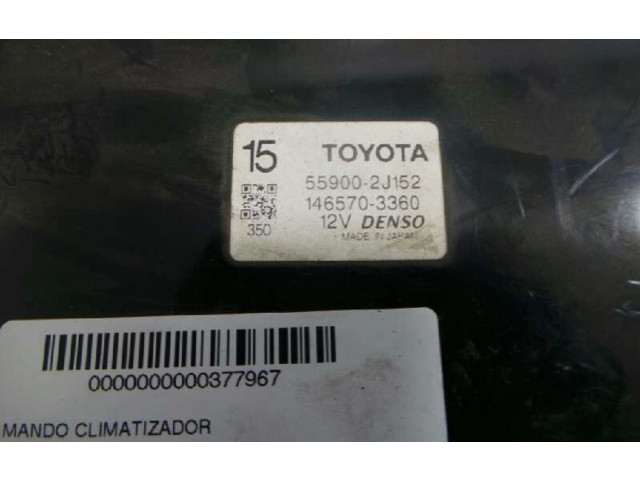 15 TOYOTA
55900-2J152
146570-3360
350 12V DENSO
MADE IN JAPAN
0000000000377967
MANDO CLIMATIZADOR